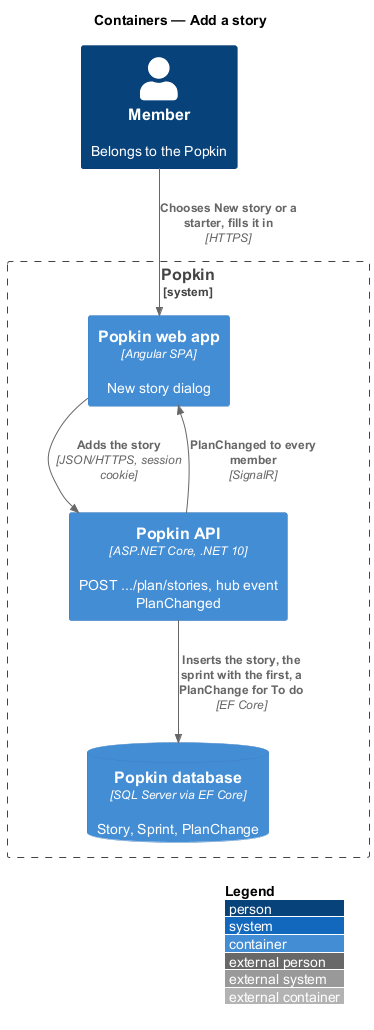 Containers — Add a story
Member
Belongs to the Popkin
Chooses New story or a
starter, fills it in
[HTTPS]
Popkin
[system]
Popkin web app
[Angular SPA]
New story dialog
Adds the story
[JSON/HTTPS, session
cookie]
PlanChanged to every
member
[SignalR]
Popkin API
[ASP.NET Core, .NET 10]
POST .../plan/stories, hub event
PlanChanged
Inserts the story, the
sprint with the first, a
PlanChange for To do
[EF Core]
Popkin database
[SQL Server via EF Core]
Story, Sprint, PlanChange
Legend
person
system
container
external person
external system
external container